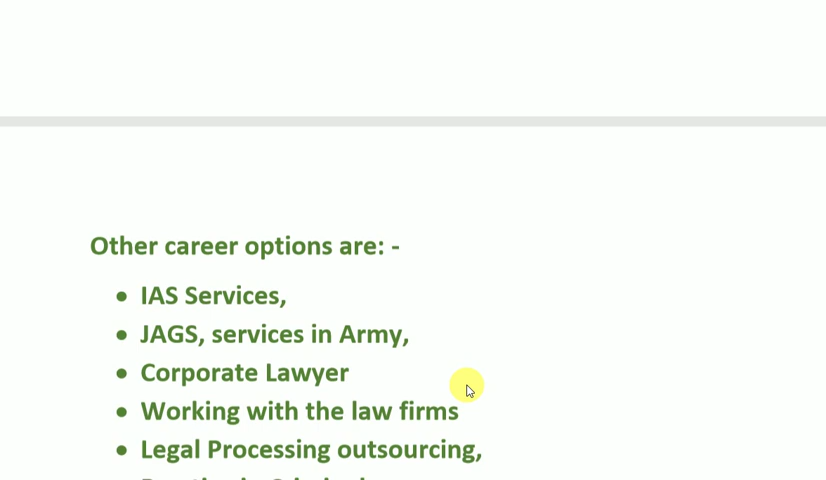 Other career options are: -
• IAS Services,
• JAGS, services in Army,
• Corporate Lawyer
• Working with the law firms
• Legal Processing outsourcing,